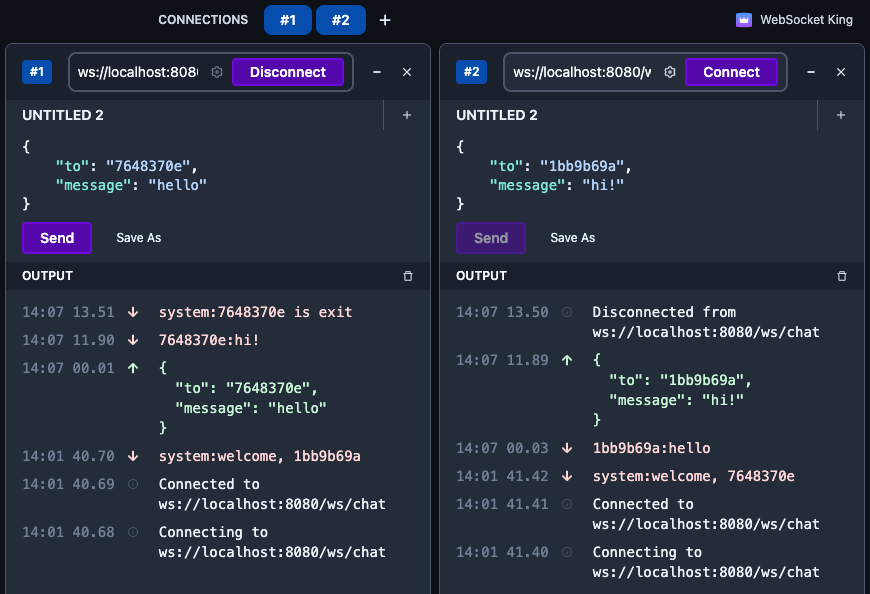 CONNECTIONS #1 #2 + WebSocket King
#1 ws://localhost:808 Disconnect
UNTITLED 2
{
"to": "7648370e",
"message": "hello"
}
Send Save As
OUTPUT
14:07 13.51 ↓ system:7648370e is exit
14:07 11.90 ↓ 7648370e:hi!
14:07 00.01 ↑ {
"to": "7648370e",
"message": "hello"
}
14:01 40.70 ↓ system:welcome, 1bb9b69a
14:01 40.69 Connected to
ws://localhost:8080/ws/chat
14:01 40.68 Connecting to
ws://localhost:8080/ws/chat
#2 ws://localhost:8080/w Connect
UNTITLED 2
{
"to": "1bb9b69a",
"message": "hi!"
}
Send Save As
OUTPUT
14:07 13.50 Disconnected from
ws://localhost:8080/ws/chat
14:07 11.89 ↑ {
"to": "1bb9b69a",
"message": "hi!"
}
14:07 00.03 ↓ 1bb9b69a:hello
14:01 41.42 ↓ system:welcome, 7648370e
14:01 41.41 Connected to
ws://localhost:8080/ws/chat
14:01 41.40 Connecting to
ws://localhost:8080/ws/chat